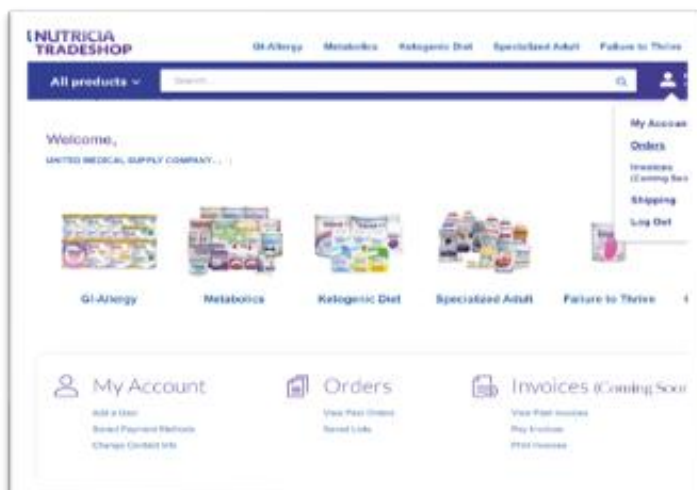 NUTRICIA
TRADESHOP
GI-Allergy Metabolics Ketogenic Diet Specialized Adult Failure to Thrive
All products
Search
My Accoun
Orders
Invoices
(Coming Soo
Shipping
Log Out
Welcome,
UNITED MEDICAL SUPPLY COMPANY
GI-Allergy Metabolics Ketogenic Diet Specialized Adult Failure to Thrive
My Account
Add a User
Saved Payment Methods
Change Contact Info
Orders
View Past Orders
Saved Lists
Invoices (Coming Soon
View Past Invoices
Pay Invoices
Print Invoices